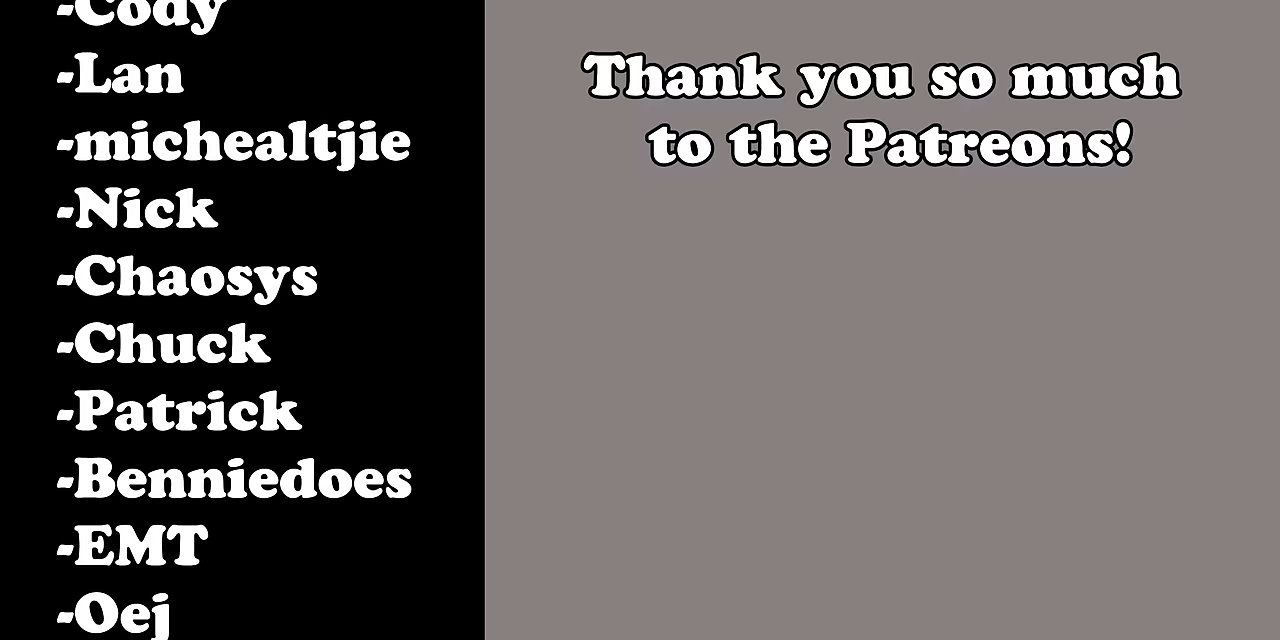 -Cody
-Lan
-michealtjie
-Nick
-Chaosys
-Chuck
-Patrick
-Benniedoes
-EMT
-Oej
Thank you so much
to the Patreons!